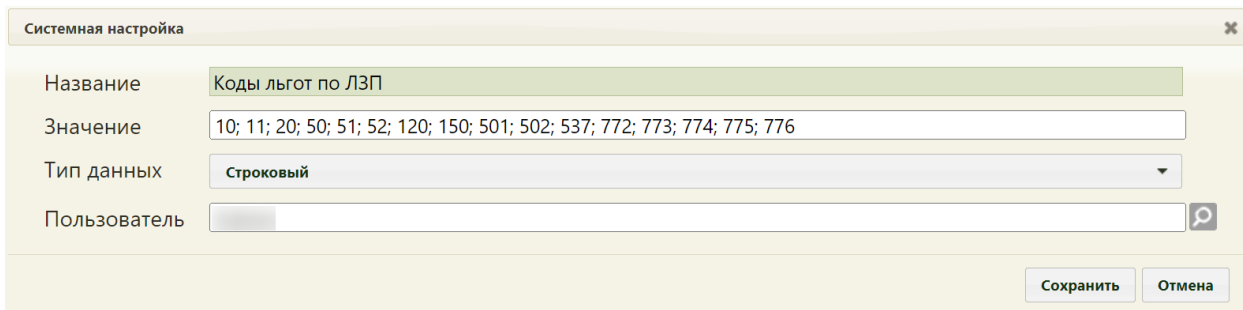 Системная настройка
Название Коды льгот по ЛЗП
Значение 10; 11; 20; 50; 51; 52; 120; 150; 501; 502; 537; 772; 773; 774; 775; 776
Тип данных Строковый
Пользователь
Сохранить Отмена